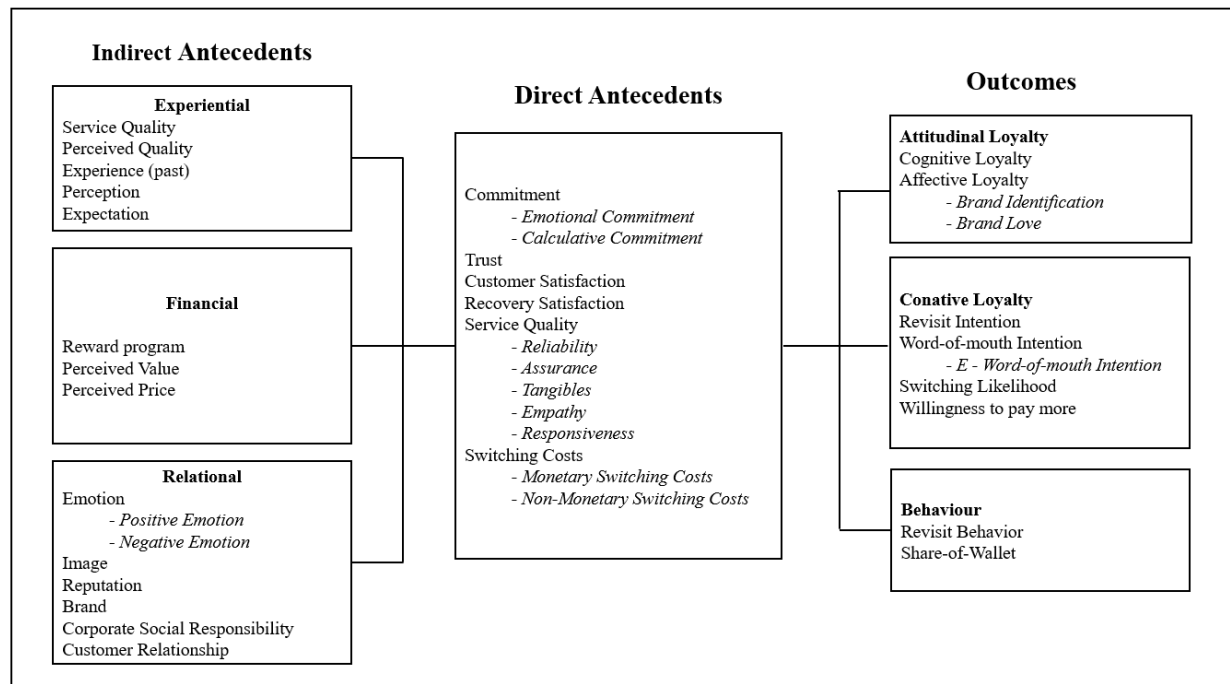 Indirect Antecedents
Experiential
Service Quality
Perceived Quality
Experience (past)
Perception
Expectation
Financial
Reward program
Perceived Value
Perceived Price
Relational
Emotion
- Positive Emotion
- Negative Emotion
Image
Reputation
Brand
Corporate Social Responsibility
Customer Relationship
Direct Antecedents
Commitment
- Emotional Commitment
- Calculative Commitment
Trust
Customer Satisfaction
Recovery Satisfaction
Service Quality
- Reliability
- Assurance
- Tangibles
- Empathy
- Responsiveness
Switching Costs
- Monetary Switching Costs
- Non-Monetary Switching Costs
Outcomes
Attitudinal Loyalty
Cognitive Loyalty
Affective Loyalty
- Brand Identification
- Brand Love
Conative Loyalty
Revisit Intention
Word-of-mouth Intention
- E - Word-of-mouth Intention
Switching Likelihood
Willingness to pay more
Behaviour
Revisit Behavior
Share-of-Wallet